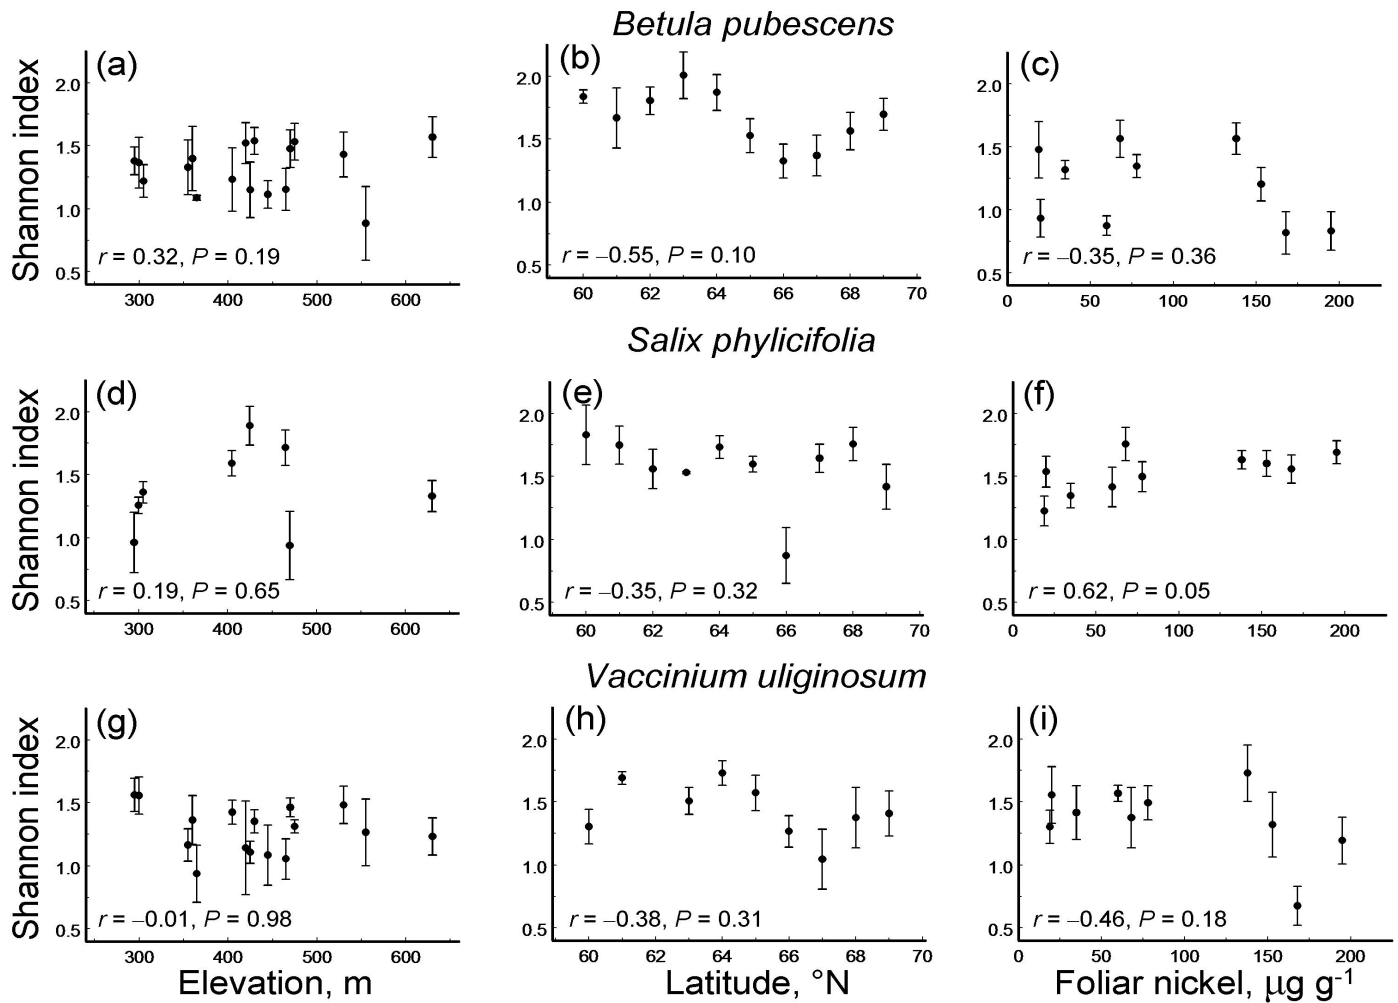 Betula pubescens
(a)
(b)
(c)
Shannon index
2.0
1.5
1.0
0.5
r = 0.32, P = 0.19
300 400 500 600
2.0
1.5
1.0
0.5
r = −0.55, P = 0.10
60 62 64 66 68 70
2.0
1.5
1.0
0.5
r = −0.35, P = 0.36
0 50 100 150 200
Salix phylicifolia
(d)
(e)
(f)
Shannon index
2.0
1.5
1.0
0.5
r = 0.19, P = 0.65
300 400 500 600
2.0
1.5
1.0
0.5
r = −0.35, P = 0.32
60 62 64 66 68 70
2.0
1.5
1.0
0.5
r = 0.62, P = 0.05
0 50 100 150 200
Vaccinium uliginosum
(g)
(h)
(i)
Shannon index
2.0
1.5
1.0
0.5
r = −0.01, P = 0.98
300 400 500 600
Elevation, m
2.0
1.5
1.0
0.5
r = −0.38, P = 0.31
60 62 64 66 68 70
Latitude, °N
2.0
1.5
1.0
0.5
r = −0.46, P = 0.18
0 50 100 150 200
Foliar nickel, μg g⁻¹